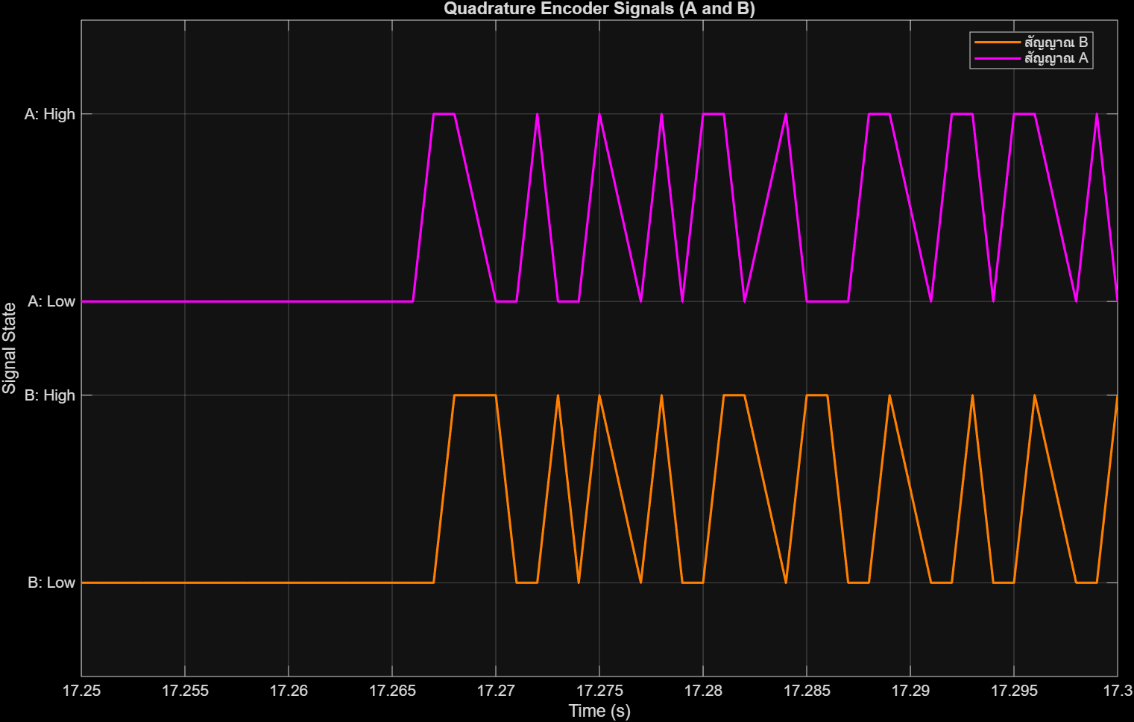 Quadrature Encoder Signals (A and B)
สัญญาณ B
สัญญาณ A
A: High
A: Low
B: High
B: Low
Signal State
17.25 17.255 17.26 17.265 17.27 17.275 17.28 17.285 17.29 17.295 17.3
Time (s)